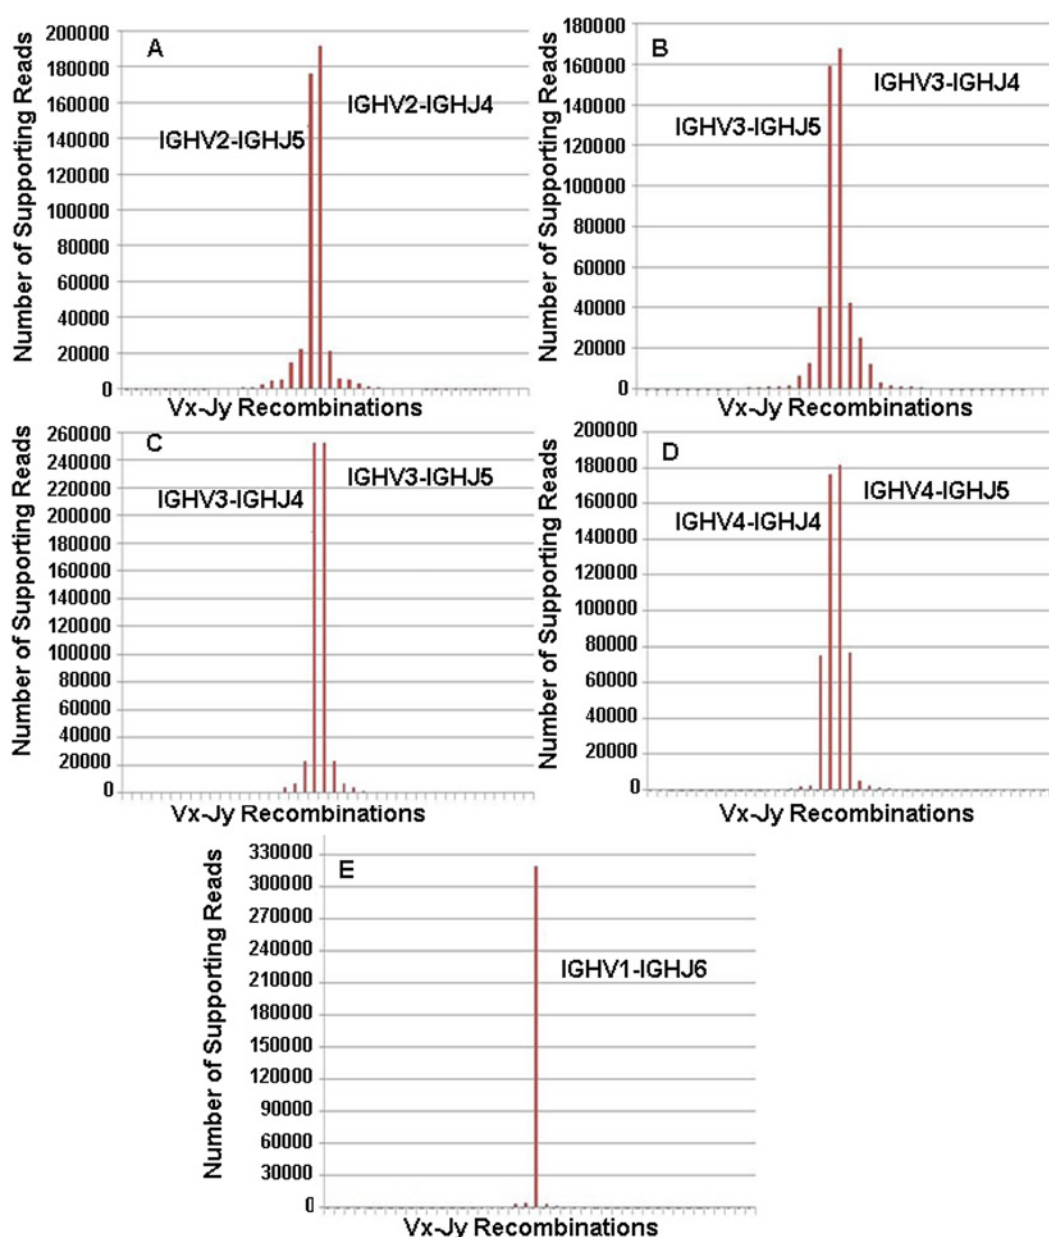 A
Number of Supporting Reads
200000
180000
160000
140000
120000
100000
80000
60000
40000
20000
0
IGHV2-IGHJ4
IGHV2-IGHJ5
Vx-Jy Recombinations
B
Number of Supporting Reads
180000
160000
140000
120000
100000
80000
60000
40000
20000
0
IGHV3-IGHJ4
IGHV3-IGHJ5
Vx-Jy Recombinations
C
Number of Supporting Reads
260000
240000
220000
200000
180000
160000
140000
120000
100000
80000
60000
40000
20000
0
IGHV3-IGHJ5
IGHV3-IGHJ4
Vx-Jy Recombinations
D
Number of Supporting Reads
200000
180000
160000
140000
120000
100000
80000
60000
40000
20000
0
IGHV4-IGHJ5
IGHV4-IGHJ4
Vx-Jy Recombinations
E
Number of Supporting Reads
330000
300000
270000
240000
210000
180000
150000
120000
90000
60000
30000
0
IGHV1-IGHJ6
Vx-Jy Recombinations